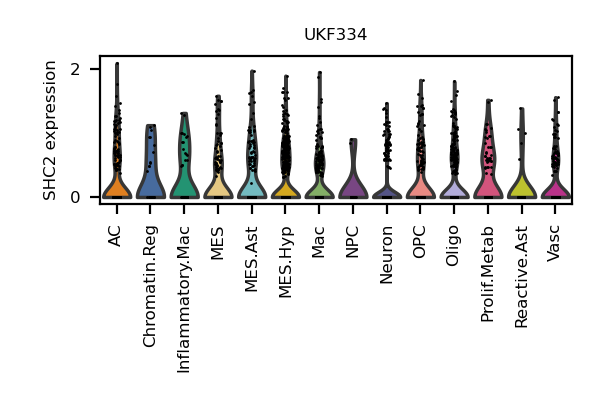 UKF334
SHC2 expression
2
0
AC
Chromatin.Reg
Inflammatory.Mac
MES
MES.Ast
MES.Hyp
Mac
NPC
Neuron
OPC
Oligo
Prolif.Metab
Reactive.Ast
Vasc